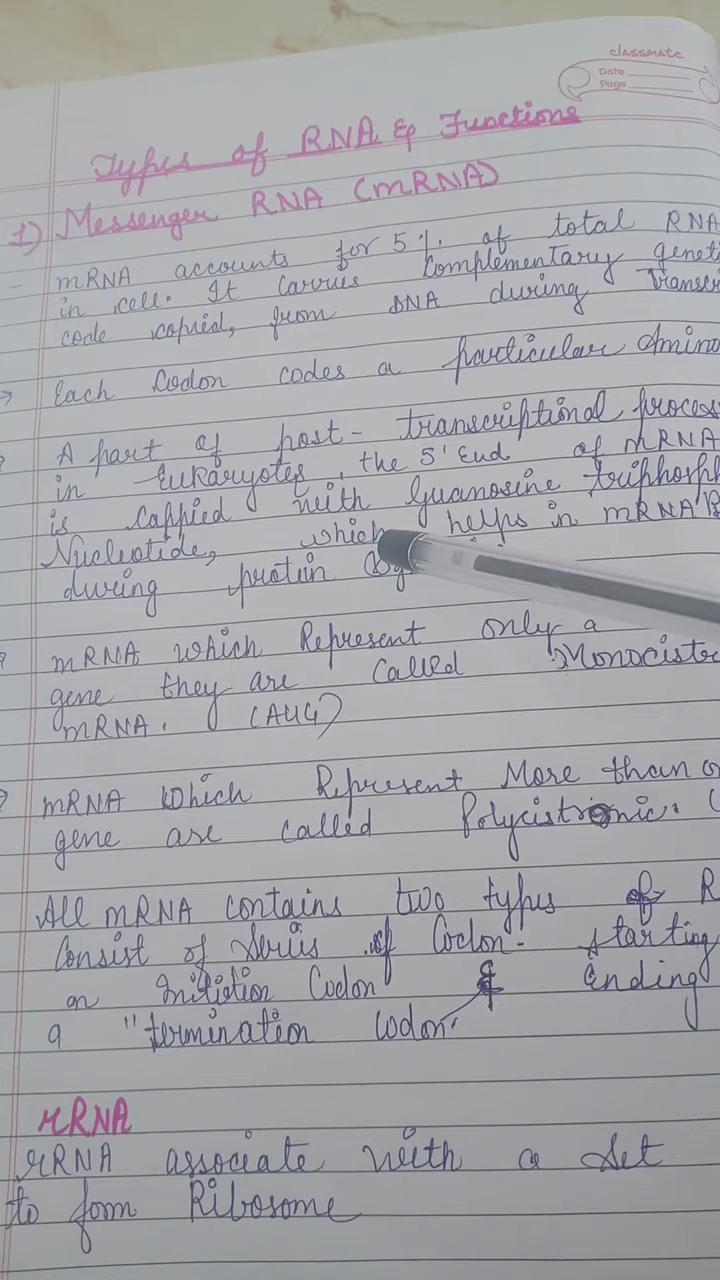 classmate
Date
Page
Types of RNA & Functions
1) Messenger RNA (mRNA)
- mRNA accounts for 5%. of total RNA
in cell. It carries complementary genet
code copied, from DNA during transc
→ Each Codon codes a particular Amino
A part of post-transcriptional process
in Eukaryotes, the 5' End of mRNA
is Cappied with Guanosine triphosph
Nucleotide, which helps in mRNA
during protein
mRNA which Represent only a
gene they are Called Monocistr
mRNA. (AUG)
mRNA which Represent More than o
gene are called Polycistronic. (
All mRNA contains two types of R
Consist of Series of Codon. starting
an Initiation Codon & Ending
a "termination codon.
rRNA
rRNA associate with a set
to form Ribosome